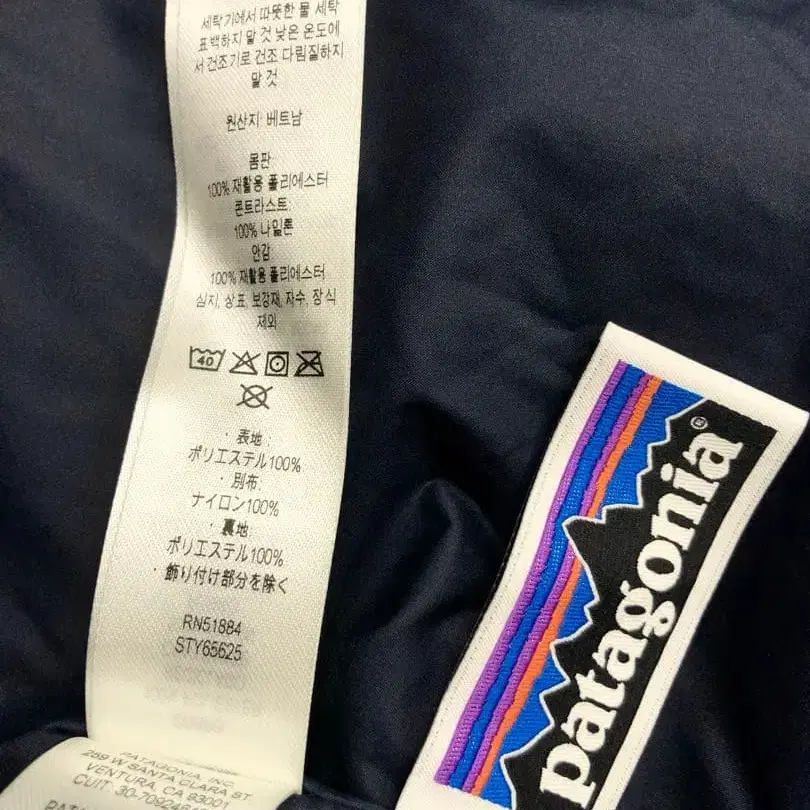 세탁기에서 따뜻한 물 세탁
표백하지 말 것 낮은 온도에
서 건조기로 건조 다림질하지
말 것
원산지: 베트남
몸판
100% 재활용 폴리에스터
콘트라스트:
100% 나일론
안감
100% 재활용 폴리에스터
심지, 상표, 보강재, 자수, 장식
제외
40
· 表地
ポリエステル100%
· 別布
ナイロン100%
· 裏地
ポリエステル100%
· 飾り付け部分を除く
RN51884
STY65625
PATAGONIA, INC.
259 W SANTA CLARA ST
VENTURA, CA 93001
patagonia®